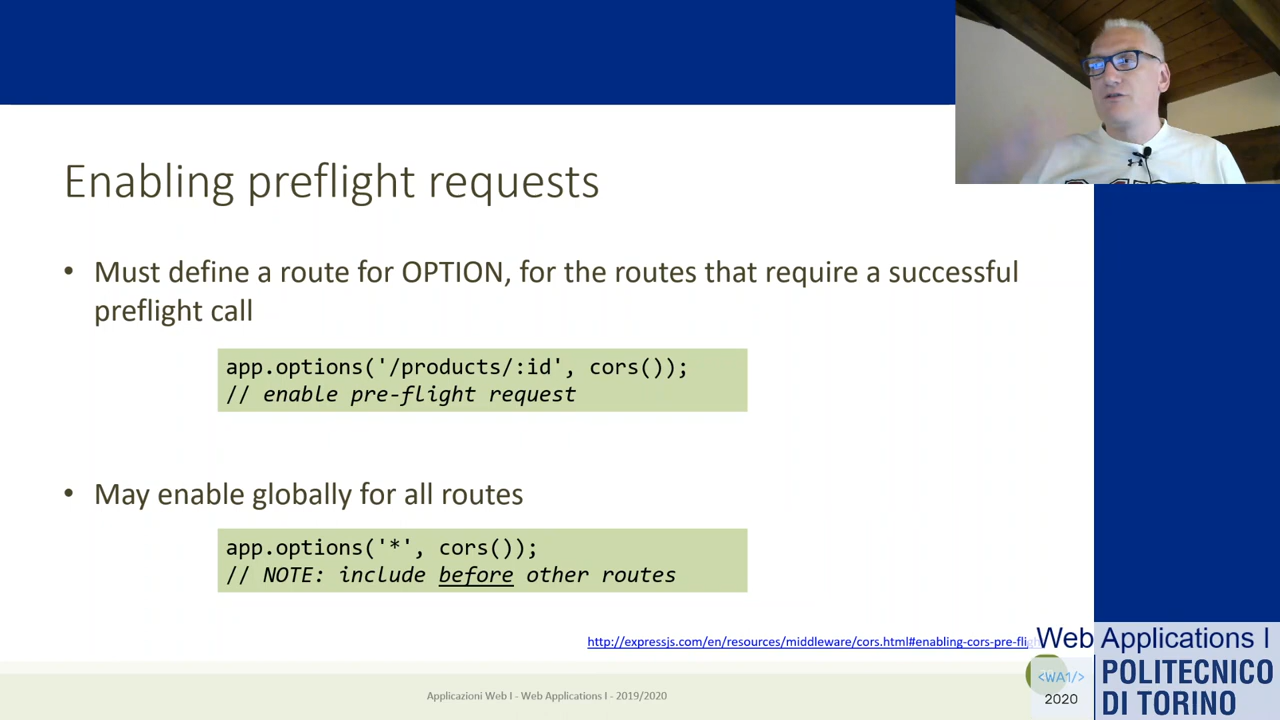 Enabling preflight requests
• Must define a route for OPTION, for the routes that require a successful
preflight call
app.options('/products/:id', cors());
// enable pre-flight request
• May enable globally for all routes
app.options('*', cors());
// NOTE: include before other routes
http://expressjs.com/en/resources/middleware/cors.html#enabling-cors-pre-fli
Applicazioni Web I - Web Applications I - 2019/2020
Web Applications I
<WA1/>
2020
POLITECNICO
DI TORINO